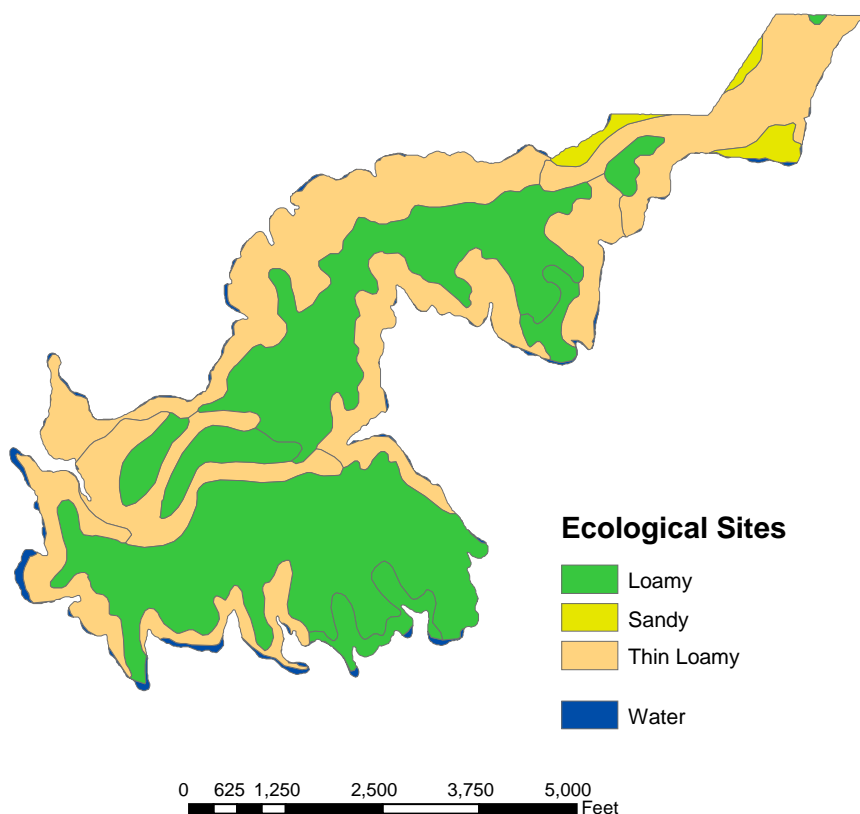 Ecological Sites
Loamy
Sandy
Thin Loamy
Water
0 625 1,250 2,500 3,750 5,000
Feet